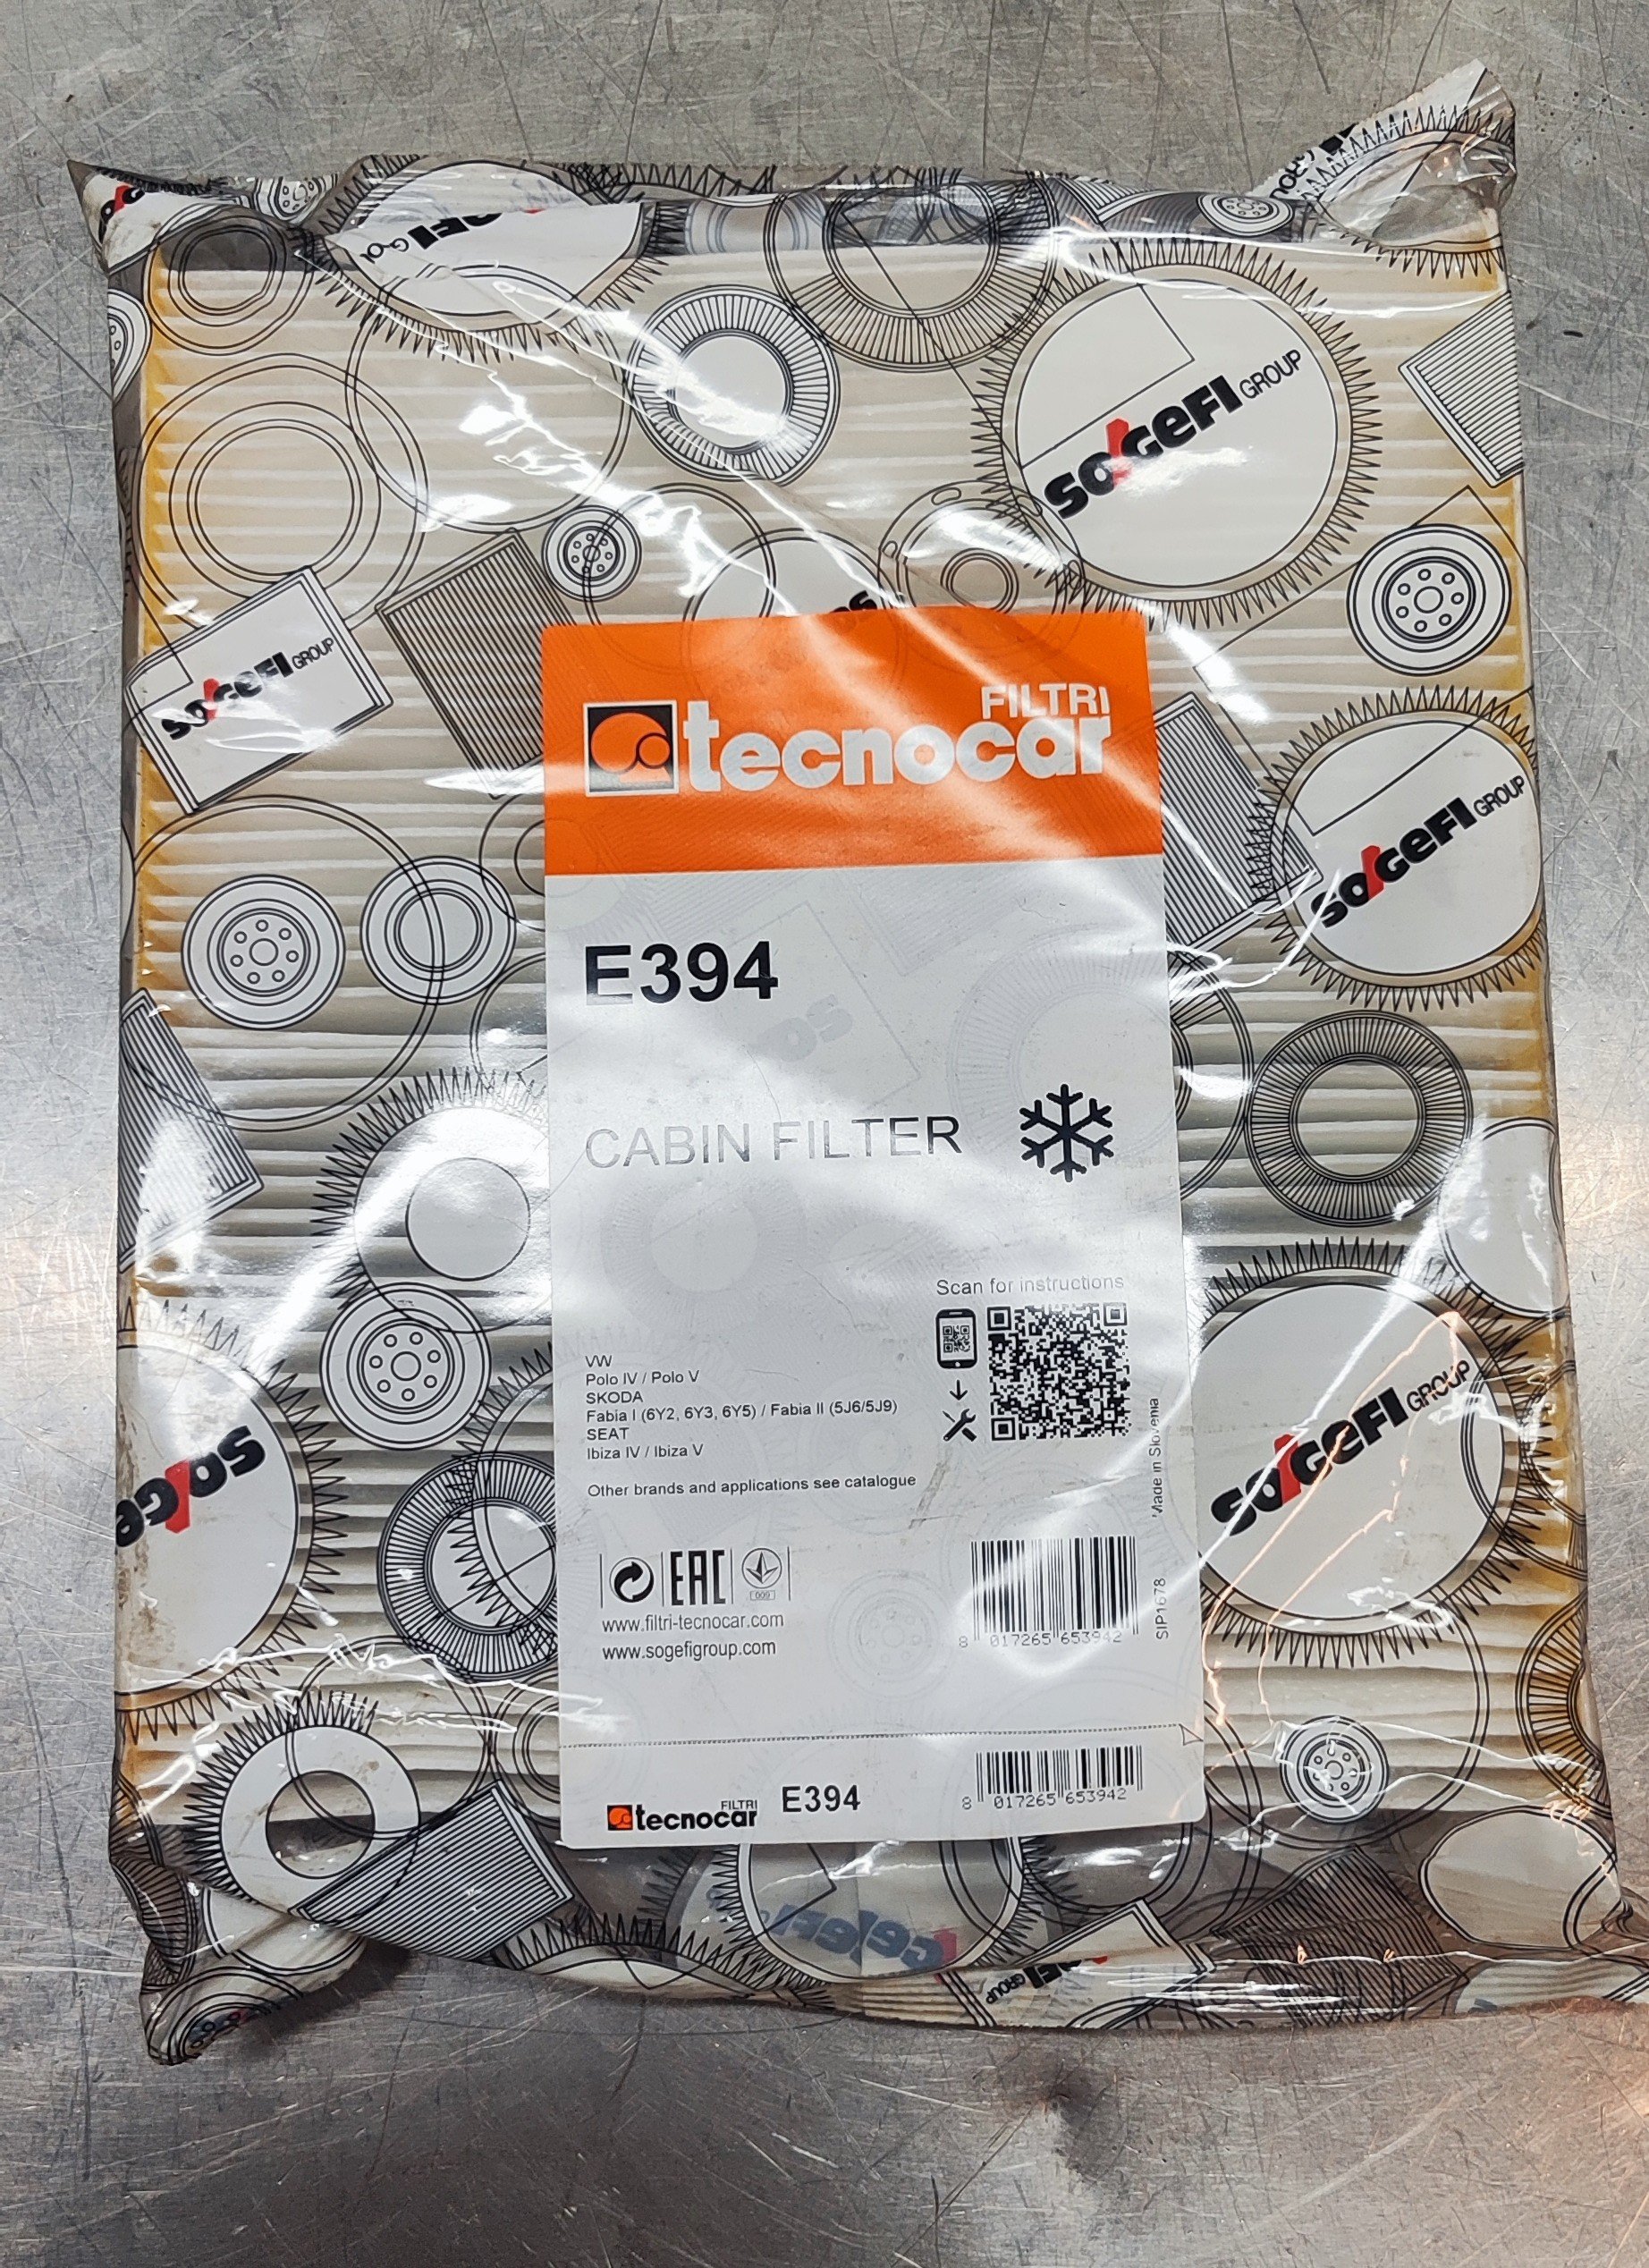 SOGEFI GROUP
SOGEFI GROUP
SOGEFI GROUP
FILTRI
tecnocar
E394
CABIN FILTER
Scan for instructions
VW
Polo IV / Polo V
SKODA
Fabia I (6Y2, 6Y3, 6Y5) / Fabia II (5J6/5J9)
SEAT
Ibiza IV / Ibiza V
Other brands and applications see catalogue
Made in Slovenia
SOGEFI GROUP
EAC
009
www.filtri-tecnocar.com
www.sogefigroup.com
8 017265 653942
SIP1678
FILTRI
tecnocar
E394
8 017265 653942